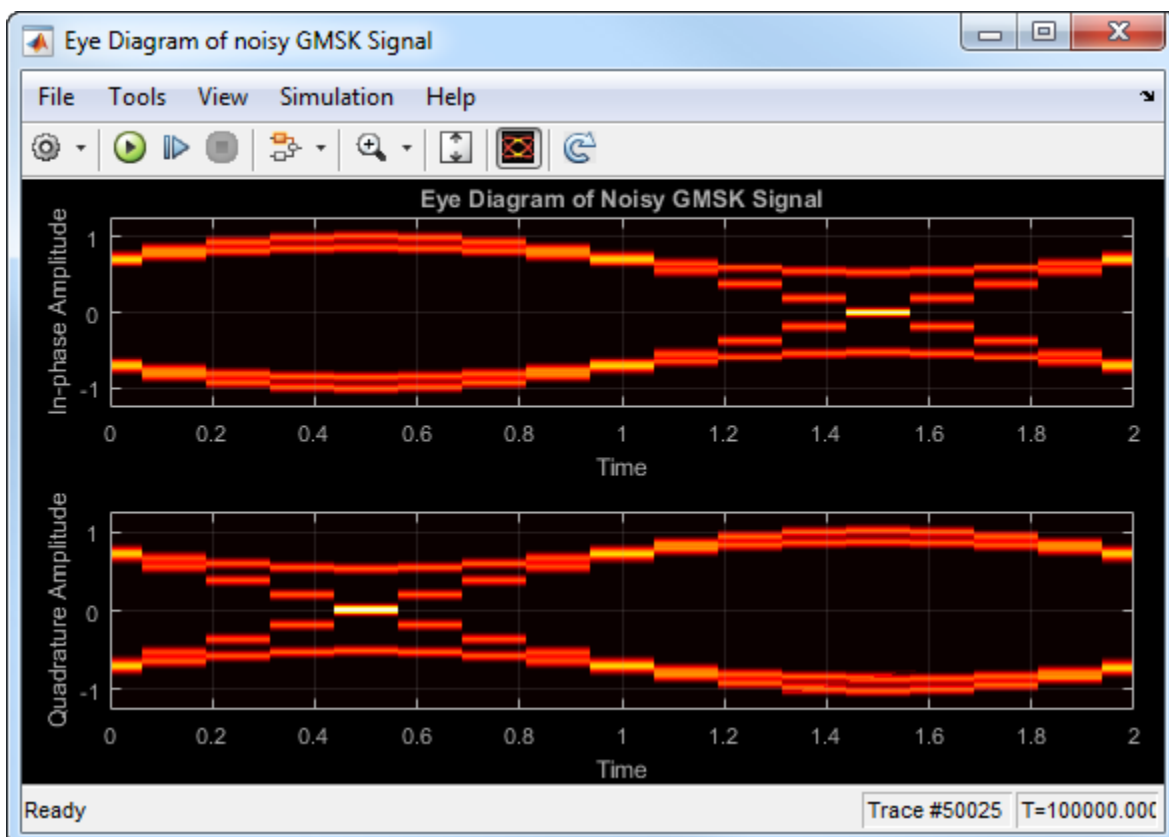 Eye Diagram of noisy GMSK Signal
File Tools View Simulation Help
Eye Diagram of Noisy GMSK Signal
In-phase Amplitude
1
0
-1
0 0.2 0.4 0.6 0.8 1 1.2 1.4 1.6 1.8 2
Time
Quadrature Amplitude
1
0
-1
0 0.2 0.4 0.6 0.8 1 1.2 1.4 1.6 1.8 2
Time
Ready Trace #50025 T=100000.000